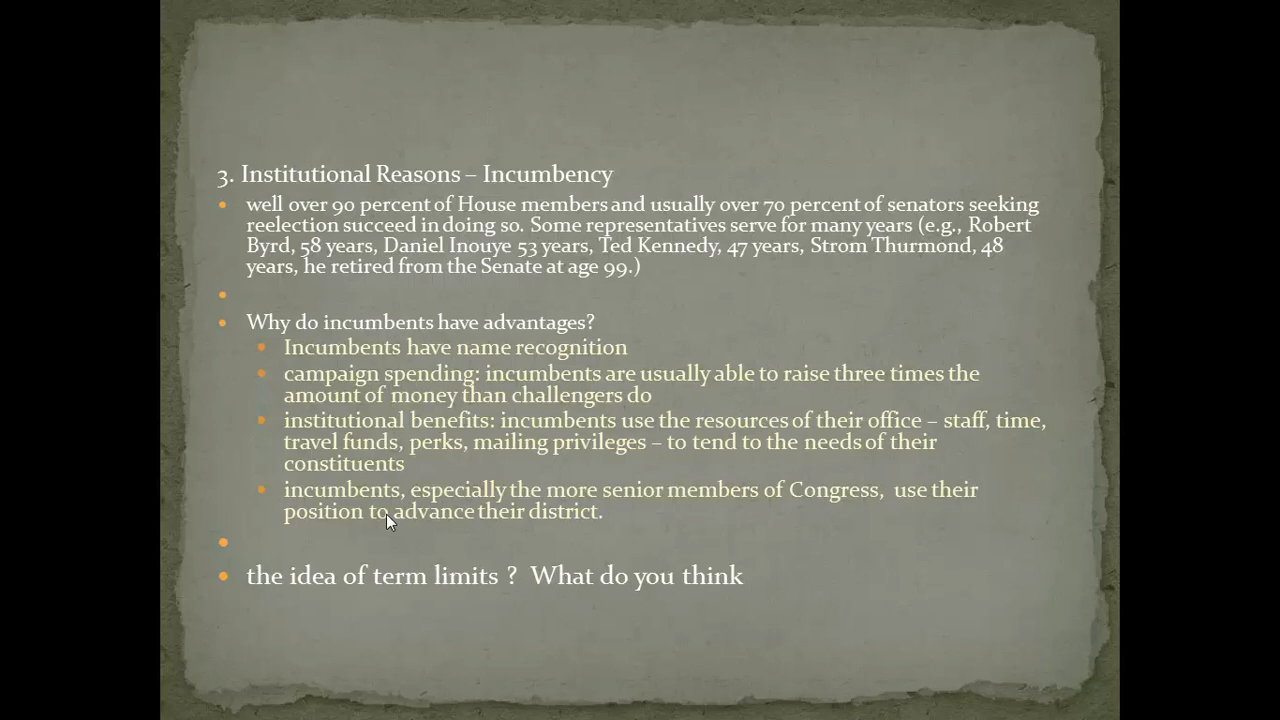 3. Institutional Reasons – Incumbency
well over 90 percent of House members and usually over 70 percent of senators seeking
reelection succeed in doing so. Some representatives serve for many years (e.g., Robert
Byrd, 58 years, Daniel Inouye 53 years, Ted Kennedy, 47 years, Strom Thurmond, 48
years, he retired from the Senate at age 99.)
Why do incumbents have advantages?
Incumbents have name recognition
campaign spending: incumbents are usually able to raise three times the
amount of money than challengers do
institutional benefits: incumbents use the resources of their office – staff, time,
travel funds, perks, mailing privileges – to tend to the needs of their
constituents
incumbents, especially the more senior members of Congress, use their
position to advance their district.
the idea of term limits ? What do you think